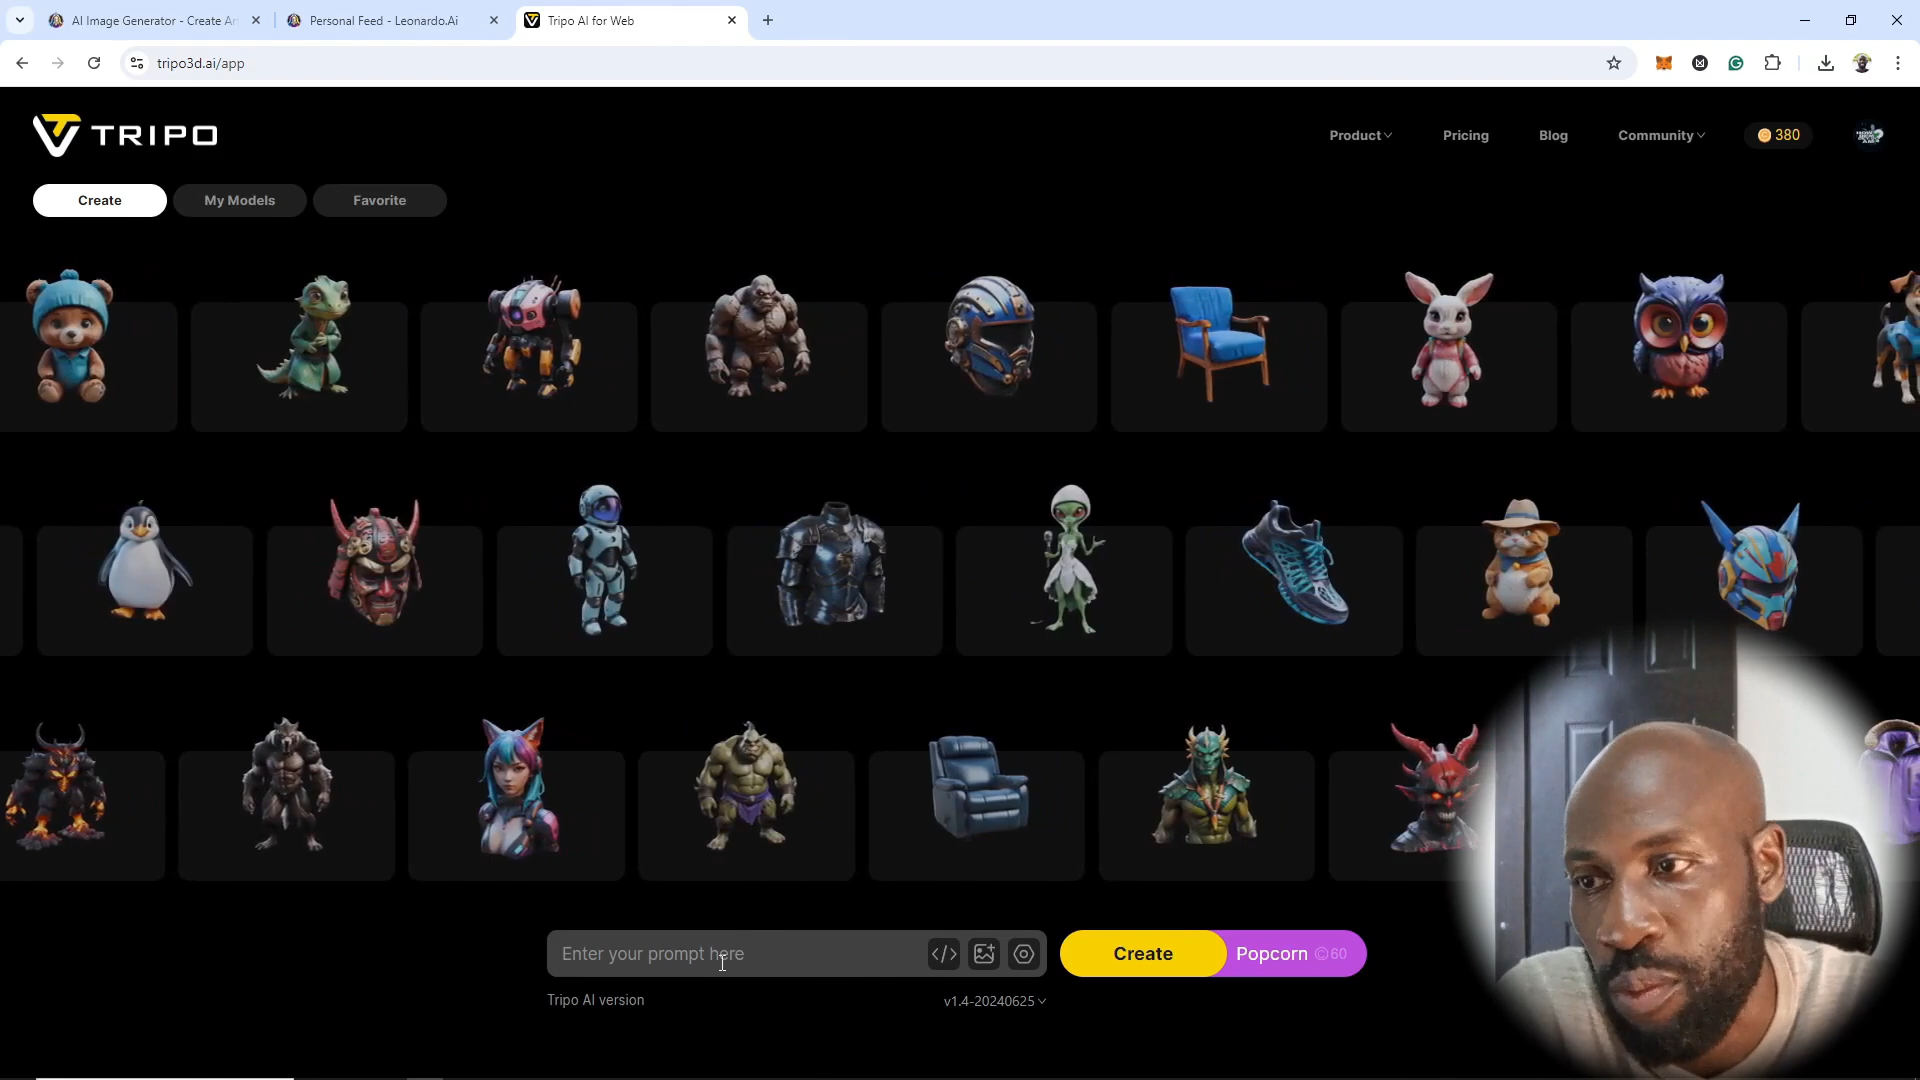 AI Image Generator - Create Ar
Personal Feed - Leonardo.Ai
Tripo AI for Web
tripo3d.ai/app
TRIPO
Product
Pricing
Blog
Community
380
Create
My Models
Favorite
Enter your prompt here
Create
Popcorn
60
Tripo AI version
v1.4-20240625